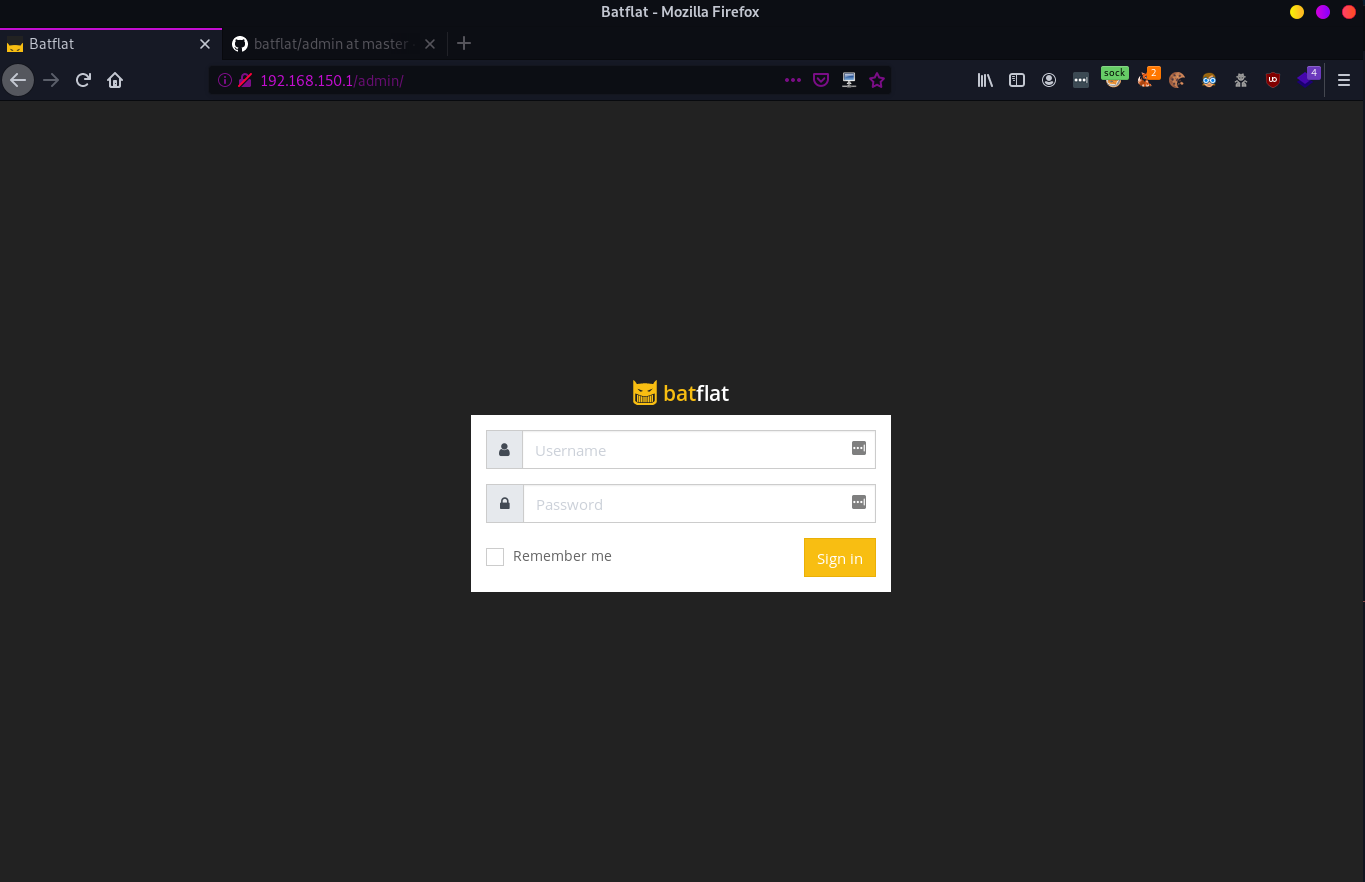 Batflat - Mozilla Firefox
Batflat
batflat/admin at master
192.168.150.1/admin/
sock
2
4
batflat
Username
Password
Remember me
Sign in